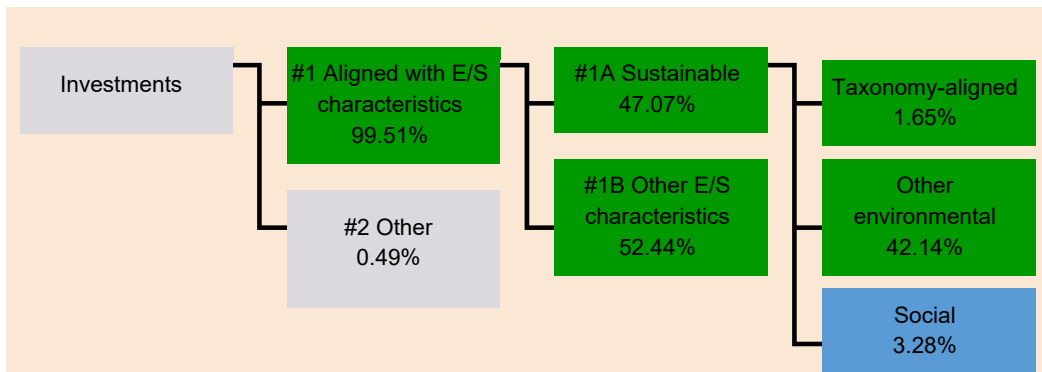 Investments
#1 Aligned with E/S
characteristics
99.51%
#2 Other
0.49%
#1A Sustainable
47.07%
#1B Other E/S
characteristics
52.44%
Taxonomy-aligned
1.65%
Other
environmental
42.14%
Social
3.28%